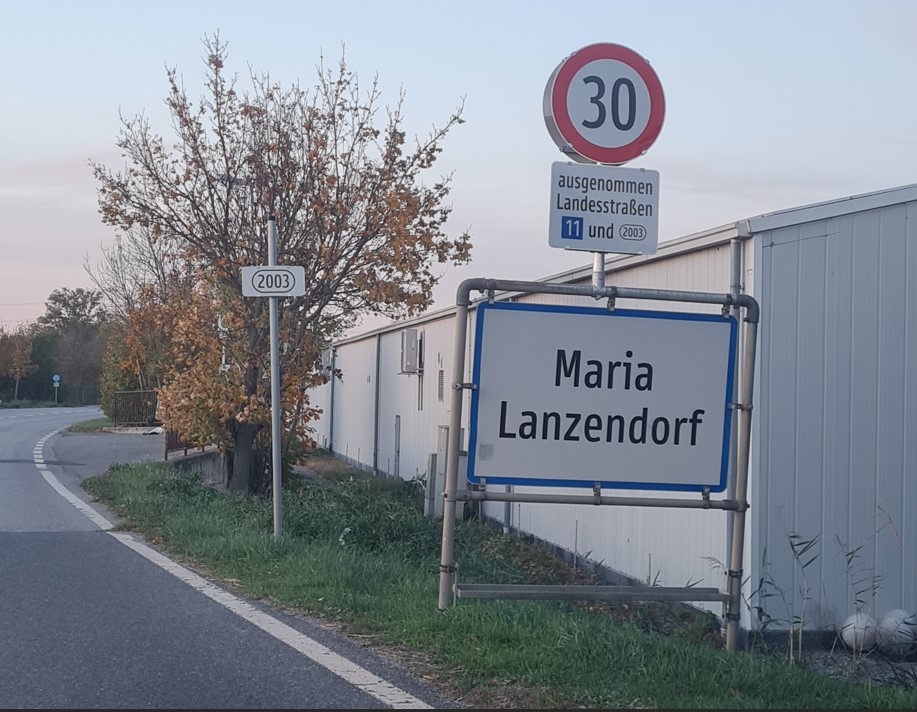 30
ausgenommen
Landesstraßen
11 und 2003
2003
Maria
Lanzendorf